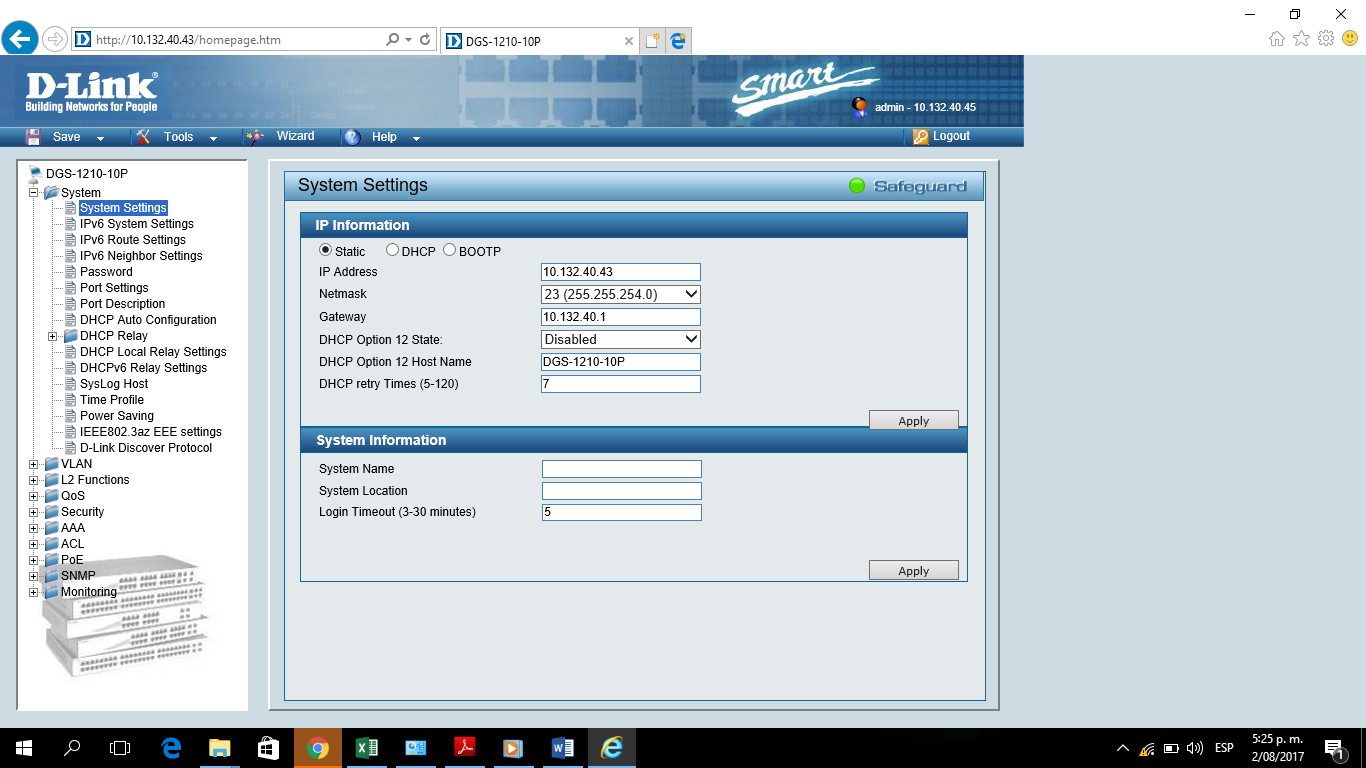 http://10.132.40.43/homepage.htm
DGS-1210-10P
D-Link®
Building Networks for People
smart
admin - 10.132.40.45
Save
Tools
Wizard
Help
Logout
DGS-1210-10P
System
System Settings
IPv6 System Settings
IPv6 Route Settings
IPv6 Neighbor Settings
Password
Port Settings
Port Description
DHCP Auto Configuration
DHCP Relay
DHCP Local Relay Settings
DHCPv6 Relay Settings
SysLog Host
Time Profile
Power Saving
IEEE802.3az EEE settings
D-Link Discover Protocol
VLAN
L2 Functions
QoS
Security
AAA
ACL
PoE
SNMP
Monitoring
System Settings
Safeguard
IP Information
Static DHCP BOOTP
IP Address 10.132.40.43
Netmask 23 (255.255.254.0)
Gateway 10.132.40.1
DHCP Option 12 State: Disabled
DHCP Option 12 Host Name DGS-1210-10P
DHCP retry Times (5-120) 7
Apply
System Information
System Name
System Location
Login Timeout (3-30 minutes) 5
Apply
ESP
5:25 p. m.
2/08/2017
1